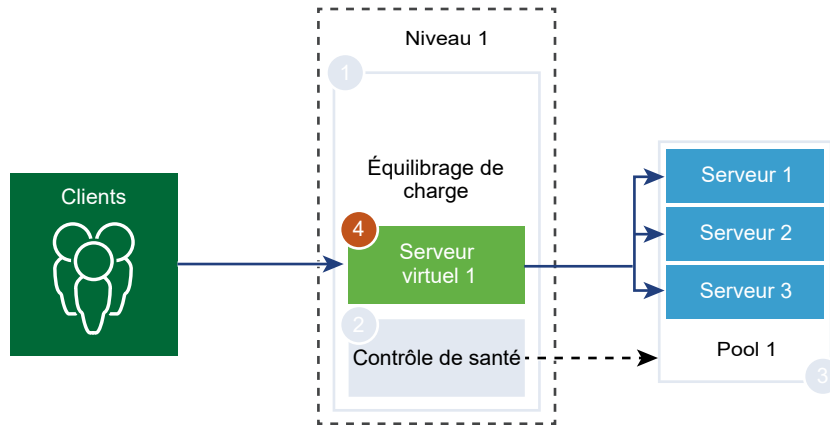 Niveau 1
1
Équilibrage de
charge
Clients
4
Serveur
virtuel 1
2
Contrôle de santé
Serveur 1
Serveur 2
Serveur 3
Pool 1
3